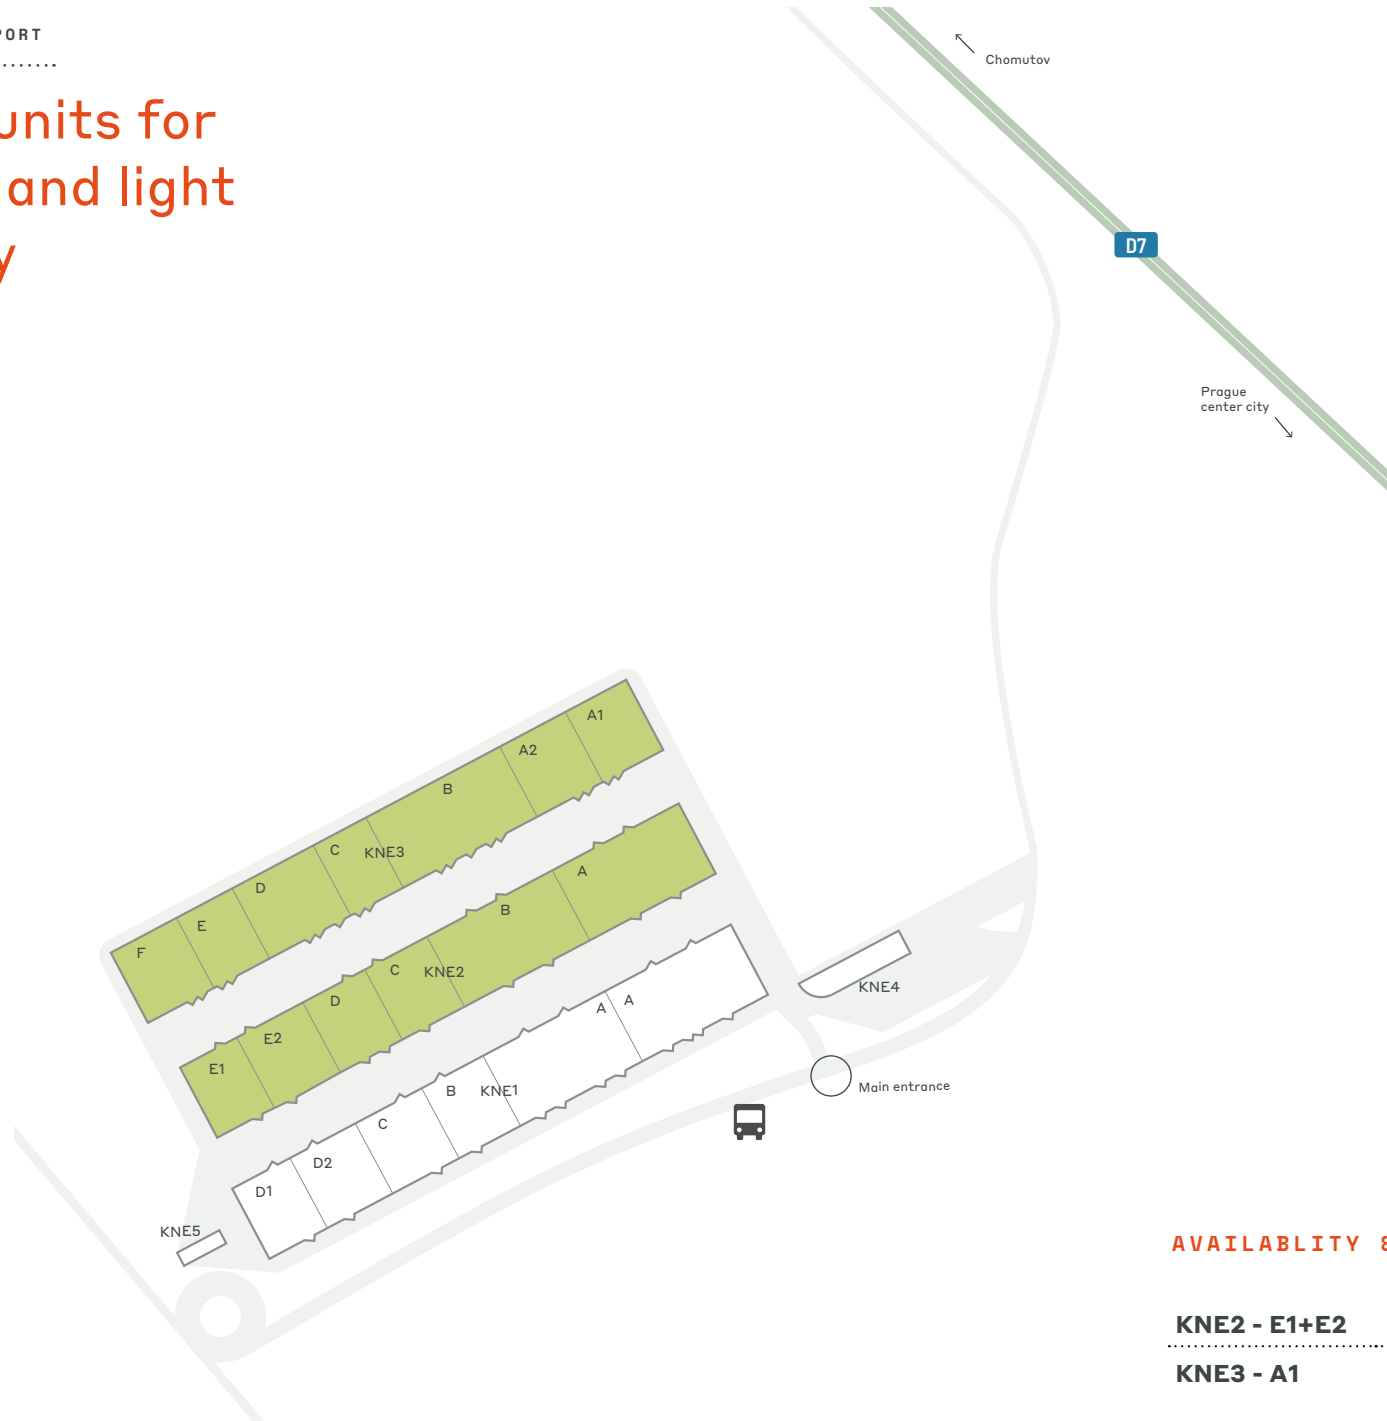 PORT
units for
and light
y
Chomutov
D7
Prague
center city
A1
A2
B
C
KNE3
D
E
F
A
B
C
KNE2
D
E2
E1
A
A
B
KNE1
C
D2
D1
KNE4
KNE5
Main entrance
AVAILABLITY &
KNE2 - E1+E2
KNE3 - A1